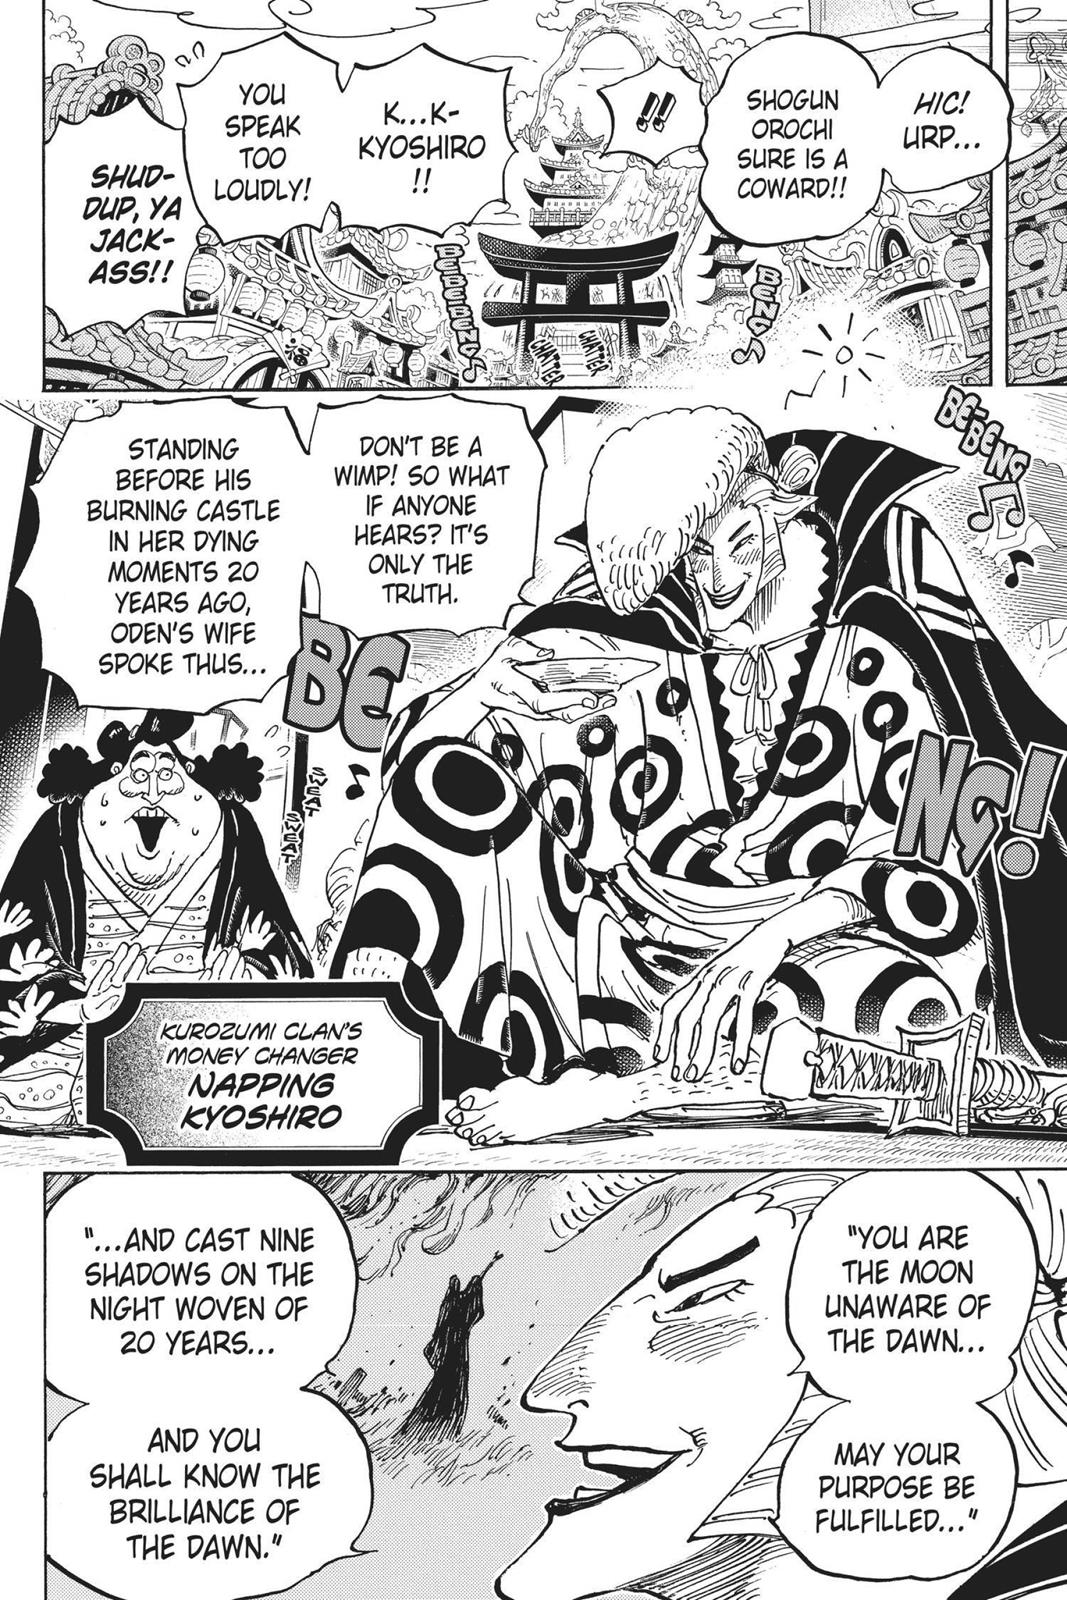 HIC!
URP...
SHOGUN
OROCHI
SURE IS A
COWARD!!
!!
K...K-
KYOSHIRO
!!
YOU
SPEAK
TOO
LOUDLY!
SHUD-
DUP, YA
JACK-
ASS!!
BENG
CHATTER
CHATTER
BEBEBENG
DON'T BE A
WIMP! SO WHAT
IF ANYONE
HEARS? IT'S
ONLY THE
TRUTH.
STANDING
BEFORE HIS
BURNING CASTLE
IN HER DYING
MOMENTS 20
YEARS AGO,
ODEN'S WIFE
SPOKE THUS...
BE-
BENG
BE
NG!
SWEAT
SWEAT
KUROZUMI CLAN'S
MONEY CHANGER
NAPPING
KYOSHIRO
"YOU ARE
THE MOON
UNAWARE OF
THE DAWN...
MAY YOUR
PURPOSE BE
FULFILLED..."
"...AND CAST NINE
SHADOWS ON THE
NIGHT WOVEN OF
20 YEARS...
AND YOU
SHALL KNOW THE
BRILLIANCE OF
THE DAWN."